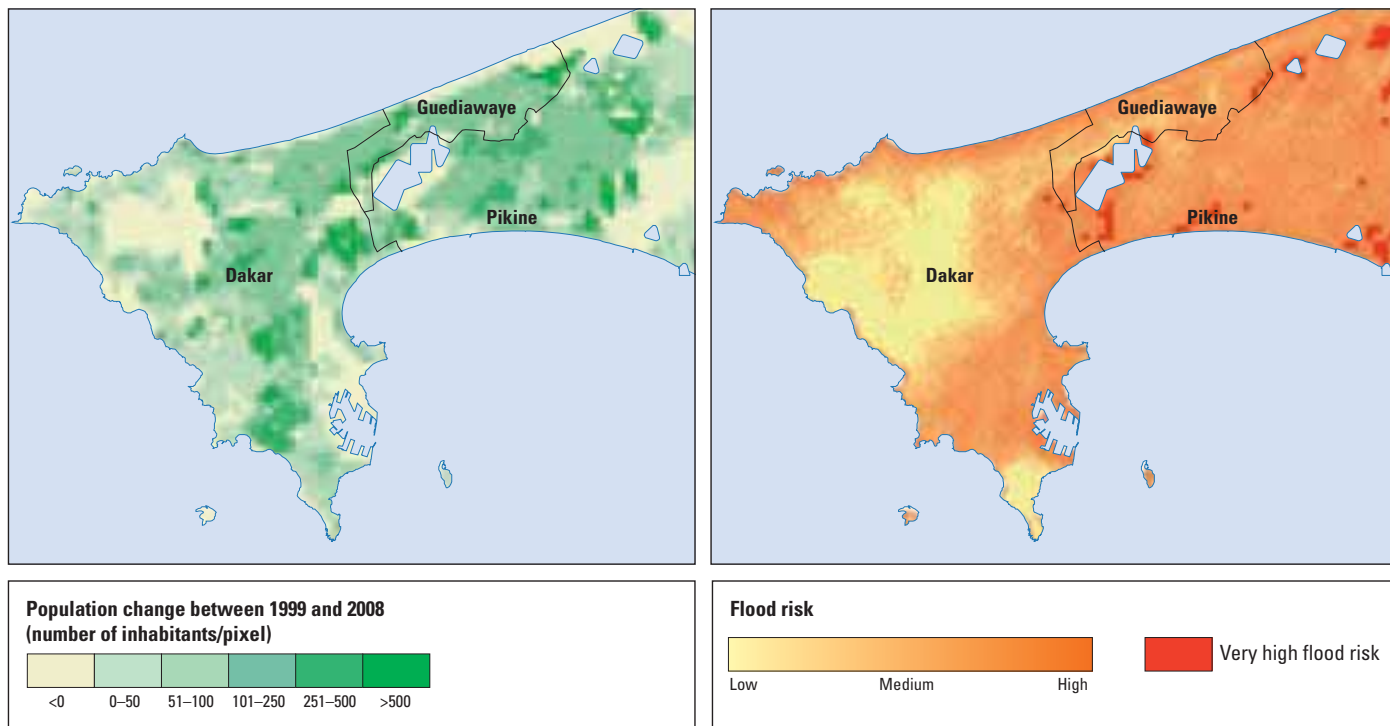 Guediawaye
Pikine
Dakar
Guediawaye
Pikine
Dakar
Population change between 1999 and 2008
(number of inhabitants/pixel)
<0 0–50 51–100 101–250 251–500 >500
Flood risk
Low Medium High
Very high flood risk